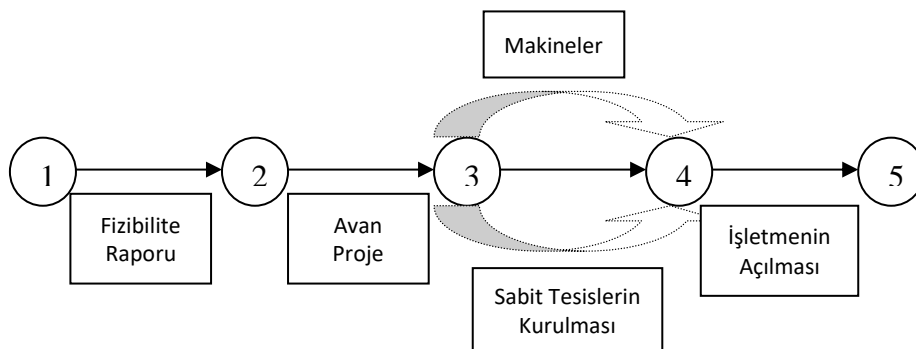 Makineler
1
2
3
4
5
Fizibilite
Raporu
Avan
Proje
İşletmenin
Açılması
Sabit Tesislerin
Kurulması